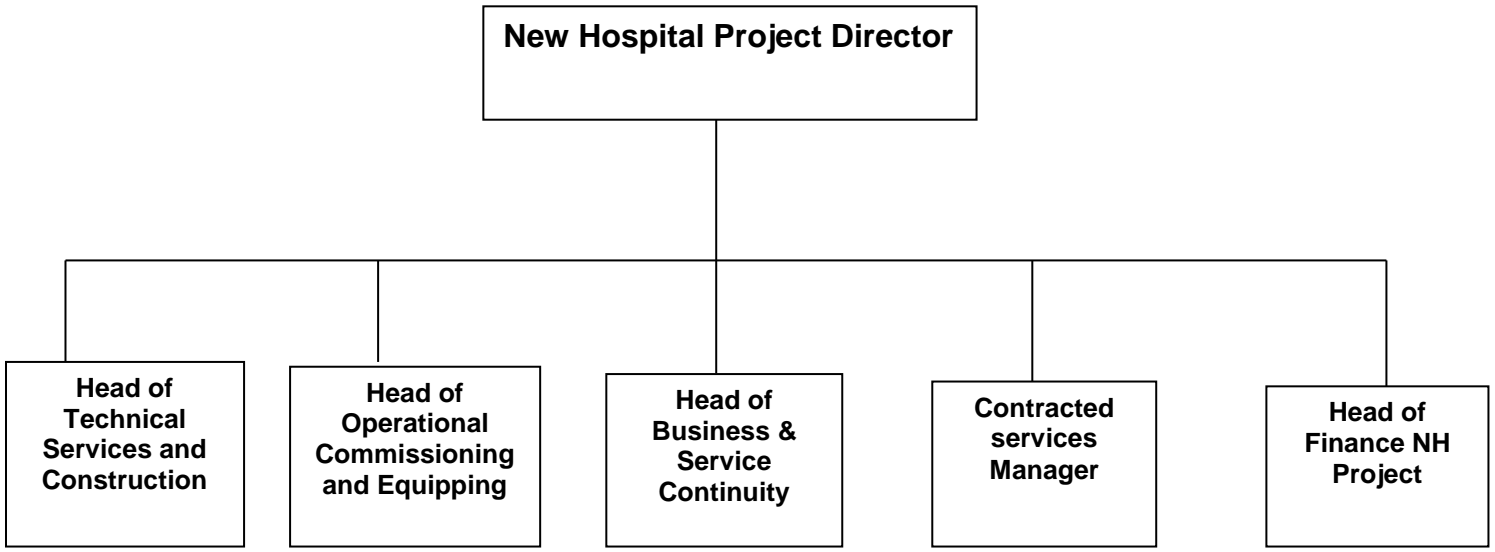 New Hospital Project Director
Head of
Technical
Services and
Construction
Head of
Operational
Commissioning
and Equipping
Head of
Business &
Service
Continuity
Contracted
services
Manager
Head of
Finance NH
Project